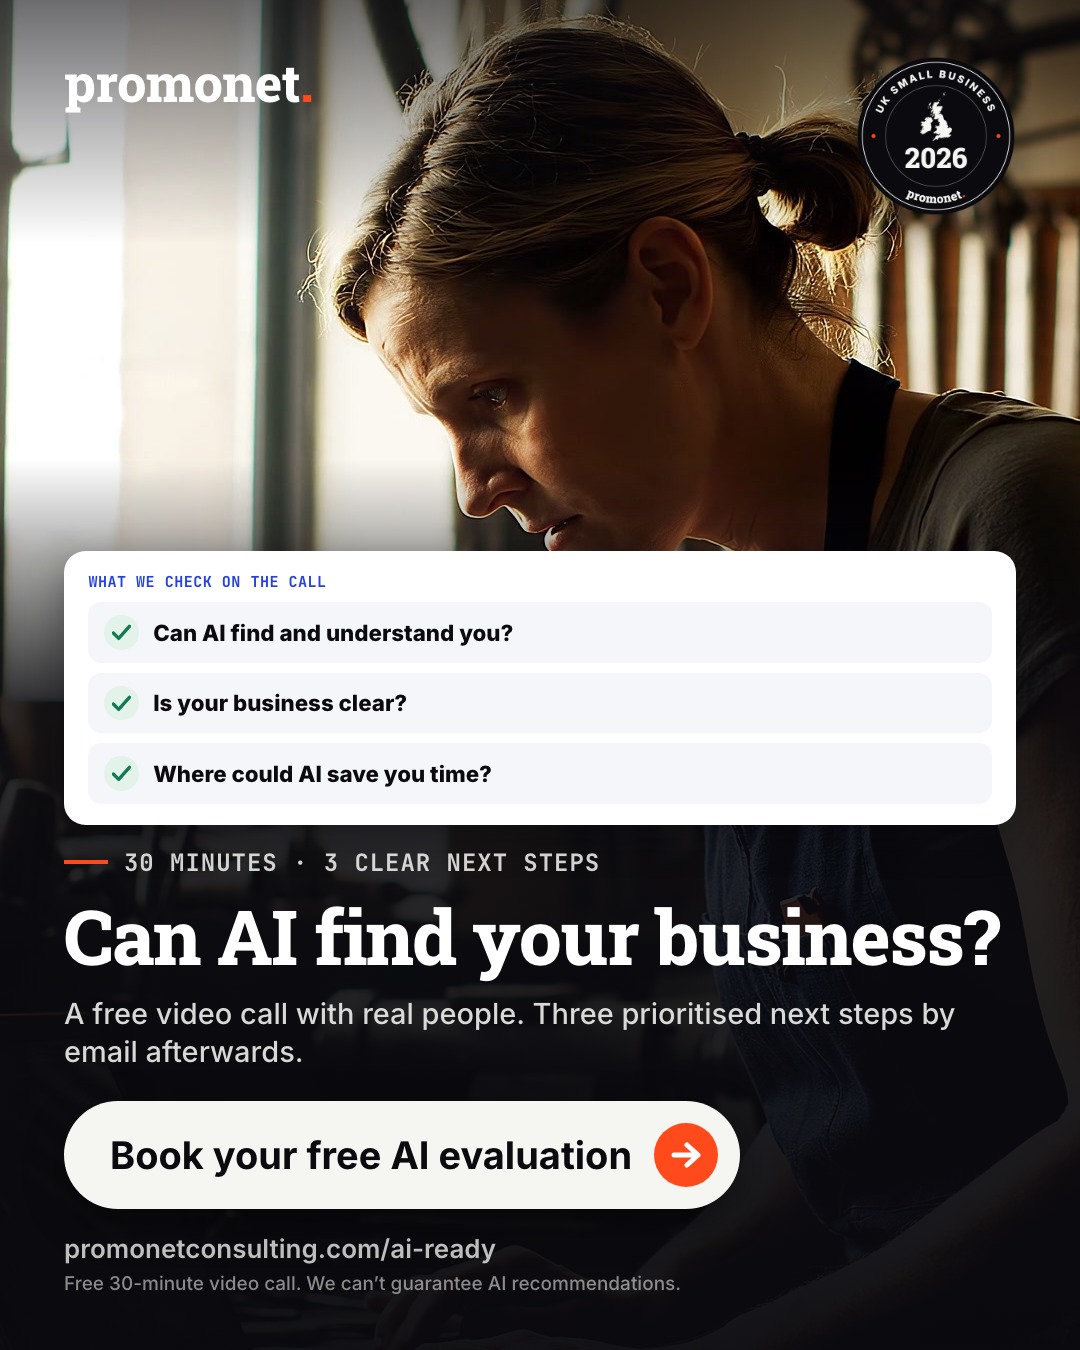 promonet.
UK SMALL BUSINESS
2026
promonet.
WHAT WE CHECK ON THE CALL
Can AI find and understand you?
Is your business clear?
Where could AI save you time?
30 MINUTES · 3 CLEAR NEXT STEPS
Can AI find your business?
A free video call with real people. Three prioritised next steps by
email afterwards.
Book your free AI evaluation
promonetconsulting.com/ai-ready
Free 30-minute video call. We can’t guarantee AI recommendations.